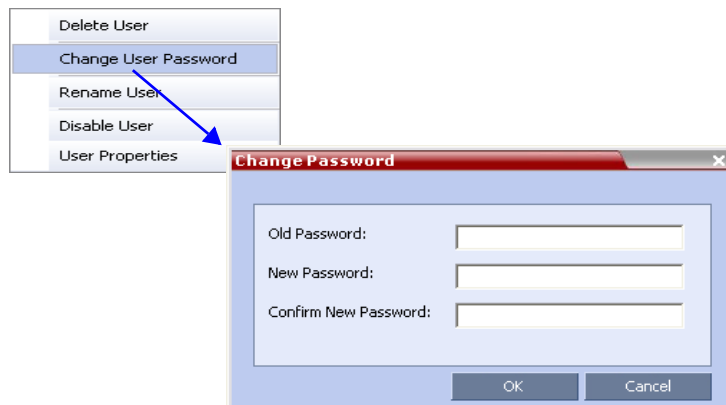 Delete User
Change User Password
Rename User
Disable User
User Properties
Change Password
Old Password:
New Password:
Confirm New Password:
OK
Cancel